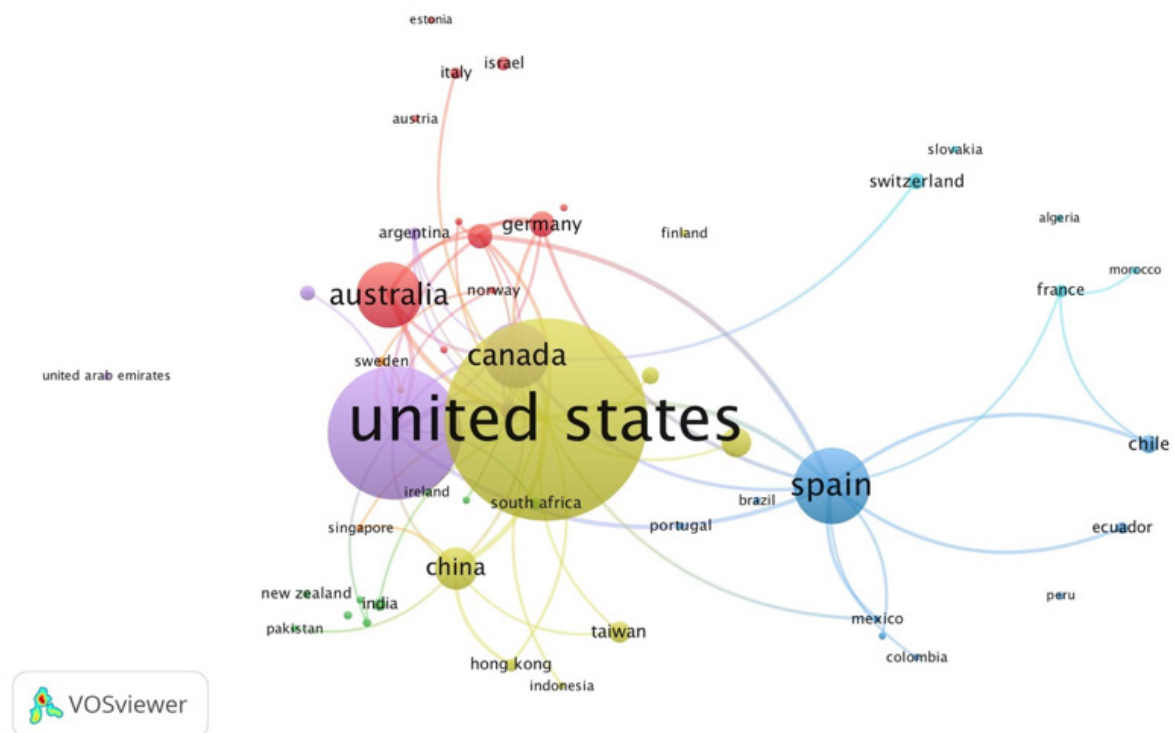 estonia
israel
italy
austria
slovakia
switzerland
algeria
argentina
germany
finland
morocco
france
norway
australia
canada
sweden
united arab emirates
united states
chile
spain
ireland
south africa
brazil
singapore
portugal
ecuador
china
new zealand
india
peru
mexico
pakistan
taiwan
hong kong
colombia
indonesia
VOSviewer